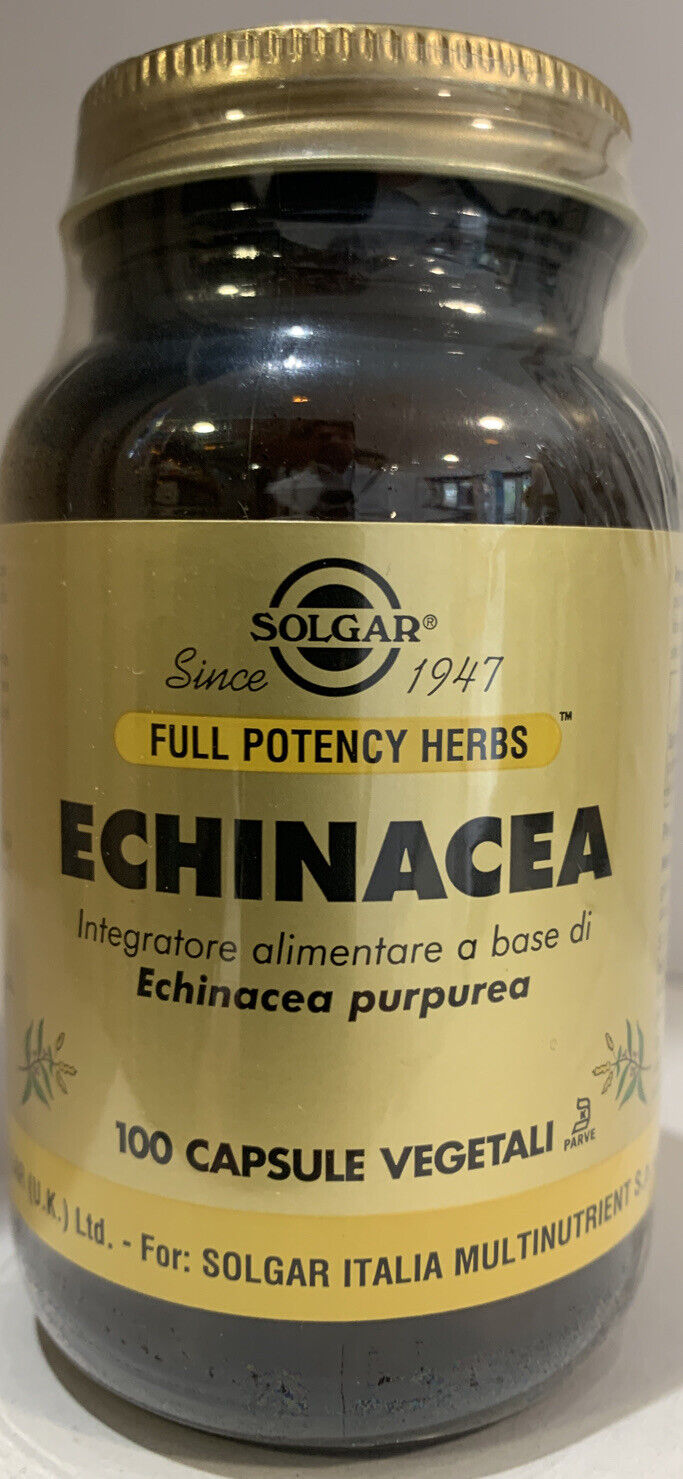 SOLGAR®
Since 1947
FULL POTENCY HERBS™
ECHINACEA
Integratore alimentare a base di
Echinacea purpurea
100 CAPSULE VEGETALI
K
PARVE
(U.K.) Ltd. - For: SOLGAR ITALIA MULTINUTRIENT